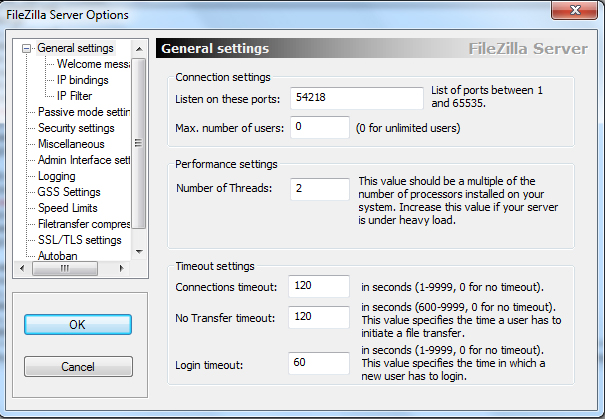 FileZilla Server Options
General settings
Welcome messa
IP bindings
IP Filter
Passive mode settin
Security settings
Miscellaneous
Admin Interface sett
Logging
GSS Settings
Speed Limits
Filetransfer compres
SSL/TLS settings
Autoban
OK
Cancel
General settings
FileZilla Server
Connection settings
Listen on these ports: 54218 List of ports between 1
and 65535.
Max. number of users: 0 (0 for unlimited users)
Performance settings
Number of Threads: 2 This value should be a multiple of the
number of processors installed on your
system. Increase this value if your server
is under heavy load.
Timeout settings
Connections timeout: 120 in seconds (1-9999, 0 for no timeout).
No Transfer timeout: 120 in seconds (600-9999, 0 for no timeout).
This value specifies the time a user has to
initiate a file transfer.
Login timeout: 60 in seconds (1-9999, 0 for no timeout).
This value specifies the time in which a
new user has to login.